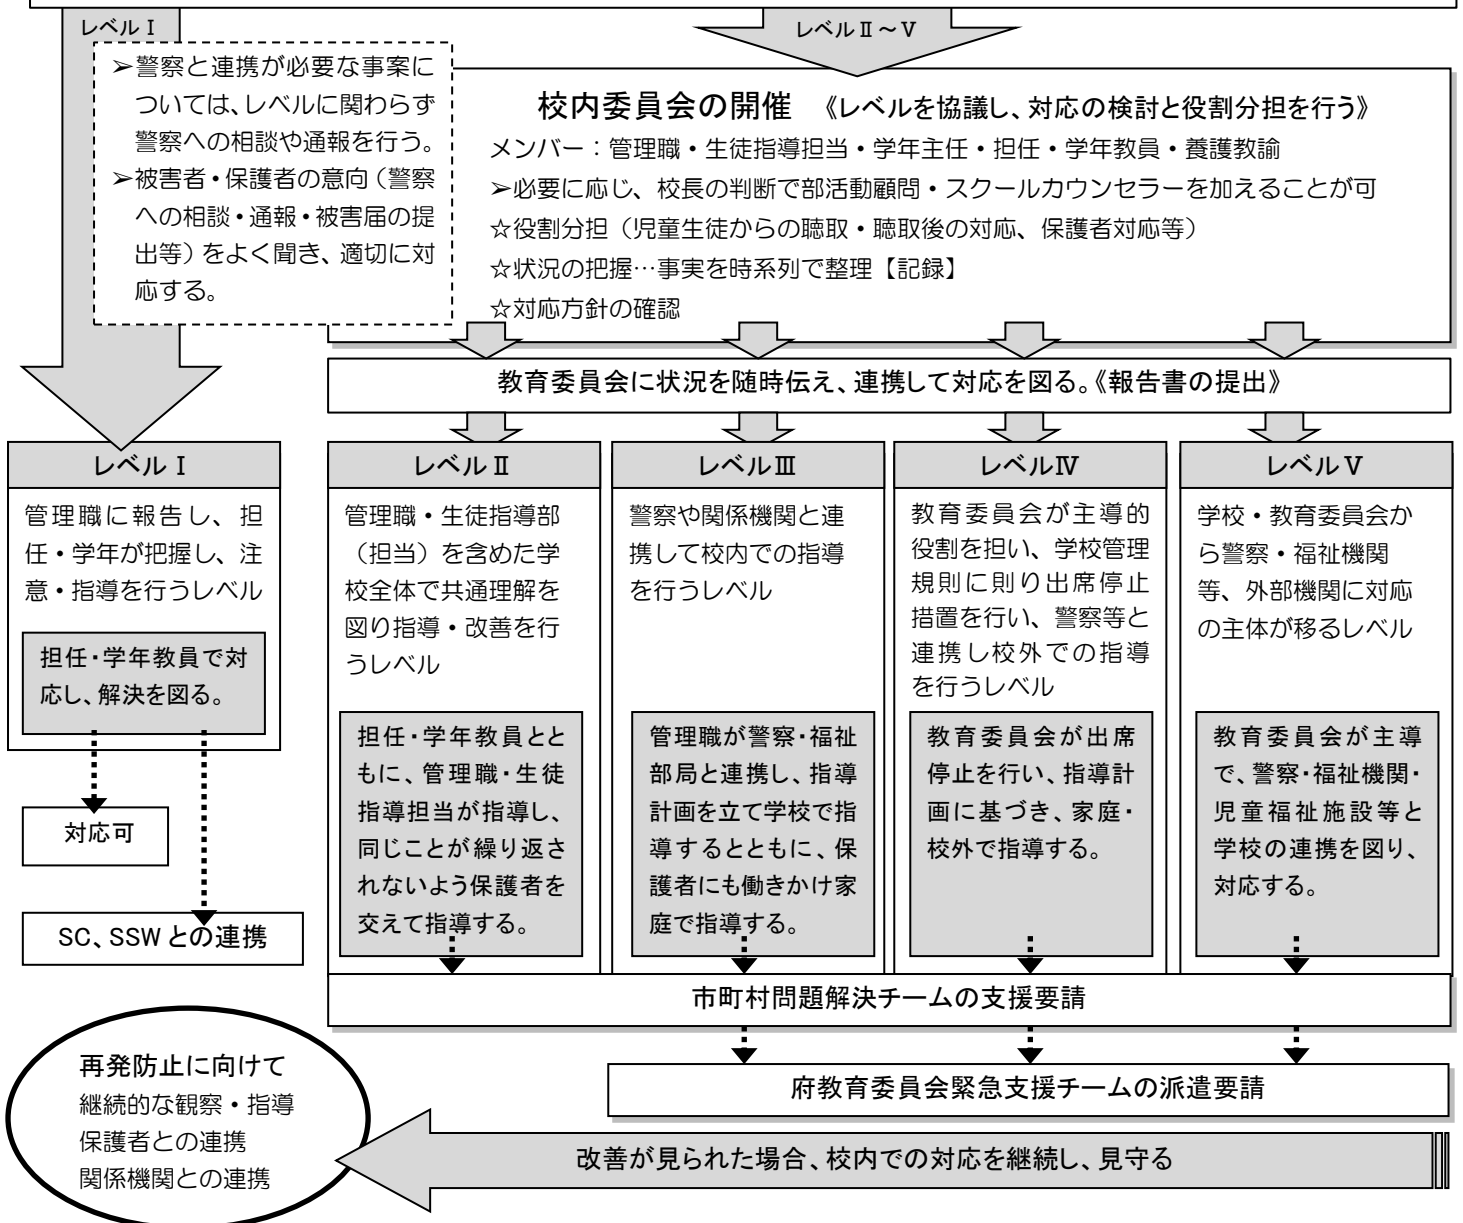 レベルⅠ
レベルⅡ～Ⅴ
➢警察と連携が必要な事案に
ついては、レベルに関わらず
警察への相談や通報を行う。
➢被害者・保護者の意向（警察
への相談・通報・被害届の提
出等）をよく聞き、適切に対
応する。
校内委員会の開催　《レベルを協議し、対応の検討と役割分担を行う》
メンバー：管理職・生徒指導担当・学年主任・担任・学年教員・養護教諭
➢必要に応じ、校長の判断で部活動顧問・スクールカウンセラーを加えることが可
☆役割分担（児童生徒からの聴取・聴取後の対応、保護者対応等）
☆状況の把握…事実を時系列で整理【記録】
☆対応方針の確認
教育委員会に状況を随時伝え、連携して対応を図る。《報告書の提出》
レベルⅠ
管理職に報告し、担
任・学年が把握し、注
意・指導を行うレベル
担任・学年教員で対
応し、解決を図る。
対応可
SC、SSWとの連携
レベルⅡ
管理職・生徒指導部
（担当）を含めた学
校全体で共通理解を
図り指導・改善を行
うレベル
担任・学年教員とと
もに、管理職・生徒
指導担当が指導し、
同じことが繰り返さ
れないよう保護者を
交えて指導する。
レベルⅢ
警察や関係機関と連
携して校内での指導
を行うレベル
管理職が警察・福祉
部局と連携し、指導
計画を立て学校で指
導するとともに、保
護者にも働きかけ家
庭で指導する。
レベルⅣ
教育委員会が主導的
役割を担い、学校管理
規則に則り出席停止
措置を行い、警察等と
連携し校外での指導
を行うレベル
教育委員会が出席
停止を行い、指導計
画に基づき、家庭・
校外で指導する。
レベルⅤ
学校・教育委員会か
ら警察・福祉機関
等、外部機関に対応
の主体が移るレベル
教育委員会が主導
で、警察・福祉機関・
児童福祉施設等と
学校の連携を図り、
対応する。
市町村問題解決チームの支援要請
府教育委員会緊急支援チームの派遣要請
改善が見られた場合、校内での対応を継続し、見守る
再発防止に向けて
継続的な観察・指導
保護者との連携
関係機関との連携